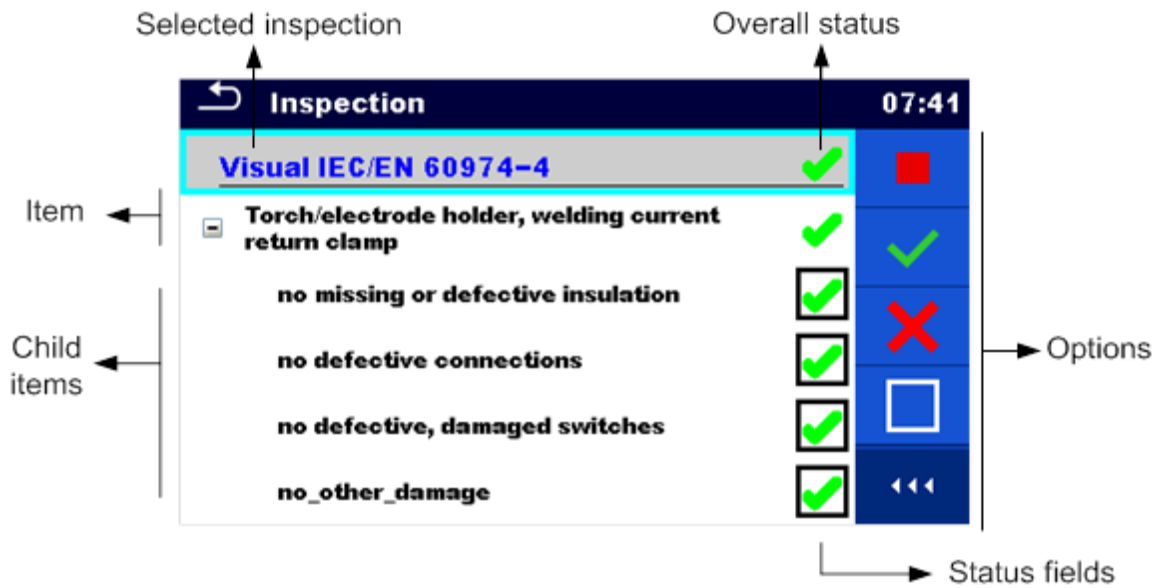 Selected inspection
Overall status
Inspection
07:41
Visual IEC/EN 60974-4
Item
Torch/electrode holder, welding current
return clamp
no missing or defective insulation
Child
items
no defective connections
Options
no defective, damaged switches
no_other_damage
Status fields